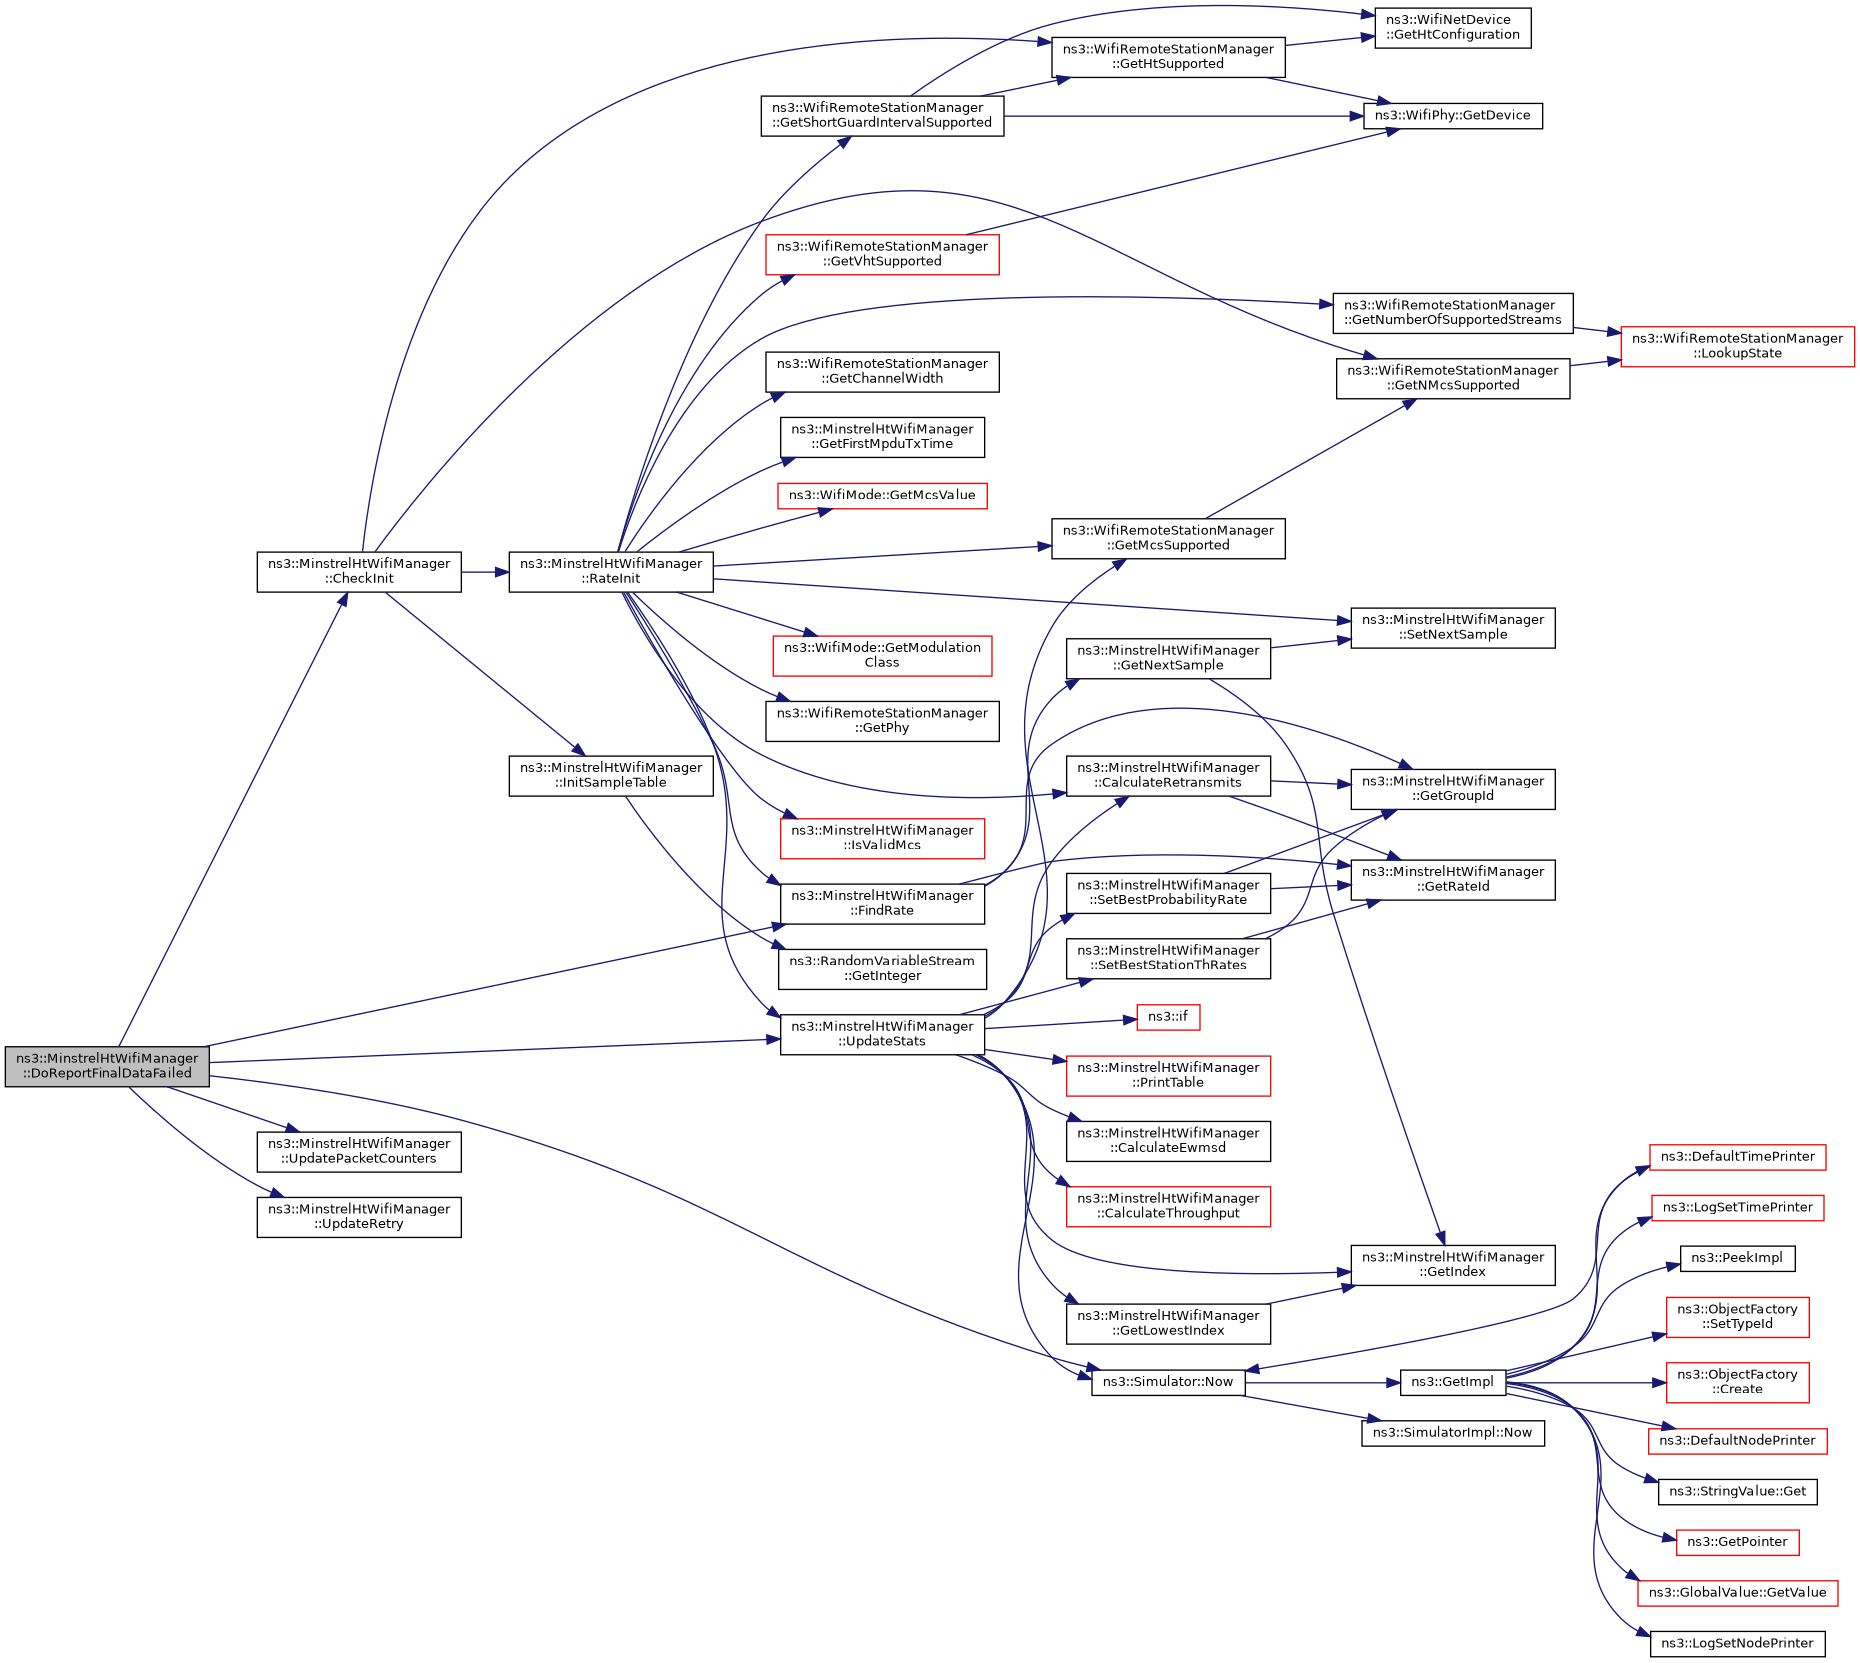 ns3::MinstrelHtWifiManager
::DoReportFinalDataFailed
ns3::MinstrelHtWifiManager
::CheckInit
ns3::MinstrelHtWifiManager
::UpdatePacketCounters
ns3::MinstrelHtWifiManager
::UpdateRetry
ns3::MinstrelHtWifiManager
::RateInit
ns3::MinstrelHtWifiManager
::InitSampleTable
ns3::WifiRemoteStationManager
::GetShortGuardIntervalSupported
ns3::WifiRemoteStationManager
::GetVhtSupported
ns3::WifiRemoteStationManager
::GetChannelWidth
ns3::MinstrelHtWifiManager
::GetFirstMpduTxTime
ns3::WifiMode::GetMcsValue
ns3::WifiMode::GetModulation
Class
ns3::WifiRemoteStationManager
::GetPhy
ns3::MinstrelHtWifiManager
::IsValidMcs
ns3::MinstrelHtWifiManager
::FindRate
ns3::RandomVariableStream
::GetInteger
ns3::MinstrelHtWifiManager
::UpdateStats
ns3::WifiRemoteStationManager
::GetHtSupported
ns3::WifiRemoteStationManager
::GetMcsSupported
ns3::MinstrelHtWifiManager
::GetNextSample
ns3::MinstrelHtWifiManager
::CalculateRetransmits
ns3::MinstrelHtWifiManager
::SetBestProbabilityRate
ns3::MinstrelHtWifiManager
::SetBestStationThRates
ns3::if
ns3::MinstrelHtWifiManager
::PrintTable
ns3::MinstrelHtWifiManager
::CalculateEwmsd
ns3::MinstrelHtWifiManager
::CalculateThroughput
ns3::MinstrelHtWifiManager
::GetLowestIndex
ns3::Simulator::Now
ns3::WifiNetDevice
::GetHtConfiguration
ns3::WifiPhy::GetDevice
ns3::WifiRemoteStationManager
::GetNumberOfSupportedStreams
ns3::WifiRemoteStationManager
::GetNMcsSupported
ns3::MinstrelHtWifiManager
::SetNextSample
ns3::MinstrelHtWifiManager
::GetGroupId
ns3::MinstrelHtWifiManager
::GetRateId
ns3::MinstrelHtWifiManager
::GetIndex
ns3::GetImpl
ns3::SimulatorImpl::Now
ns3::WifiRemoteStationManager
::LookupState
ns3::DefaultTimePrinter
ns3::LogSetTimePrinter
ns3::PeekImpl
ns3::ObjectFactory
::SetTypeId
ns3::ObjectFactory
::Create
ns3::DefaultNodePrinter
ns3::StringValue::Get
ns3::GetPointer
ns3::GlobalValue::GetValue
ns3::LogSetNodePrinter